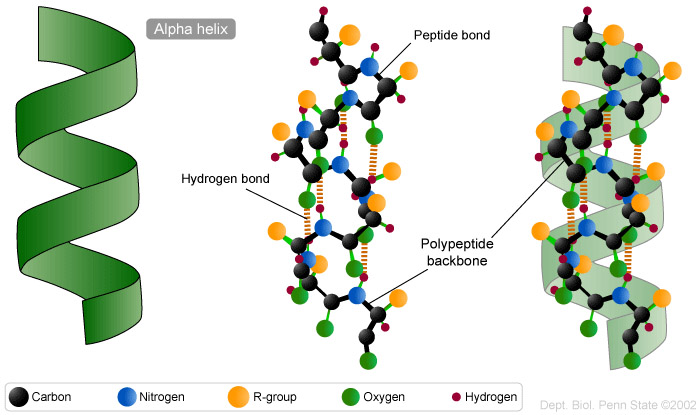 Alpha helix
Peptide bond
Hydrogen bond
Polypeptide
backbone
Carbon
Nitrogen
R-group
Oxygen
Hydrogen
Dept. Biol. Penn State ©2002